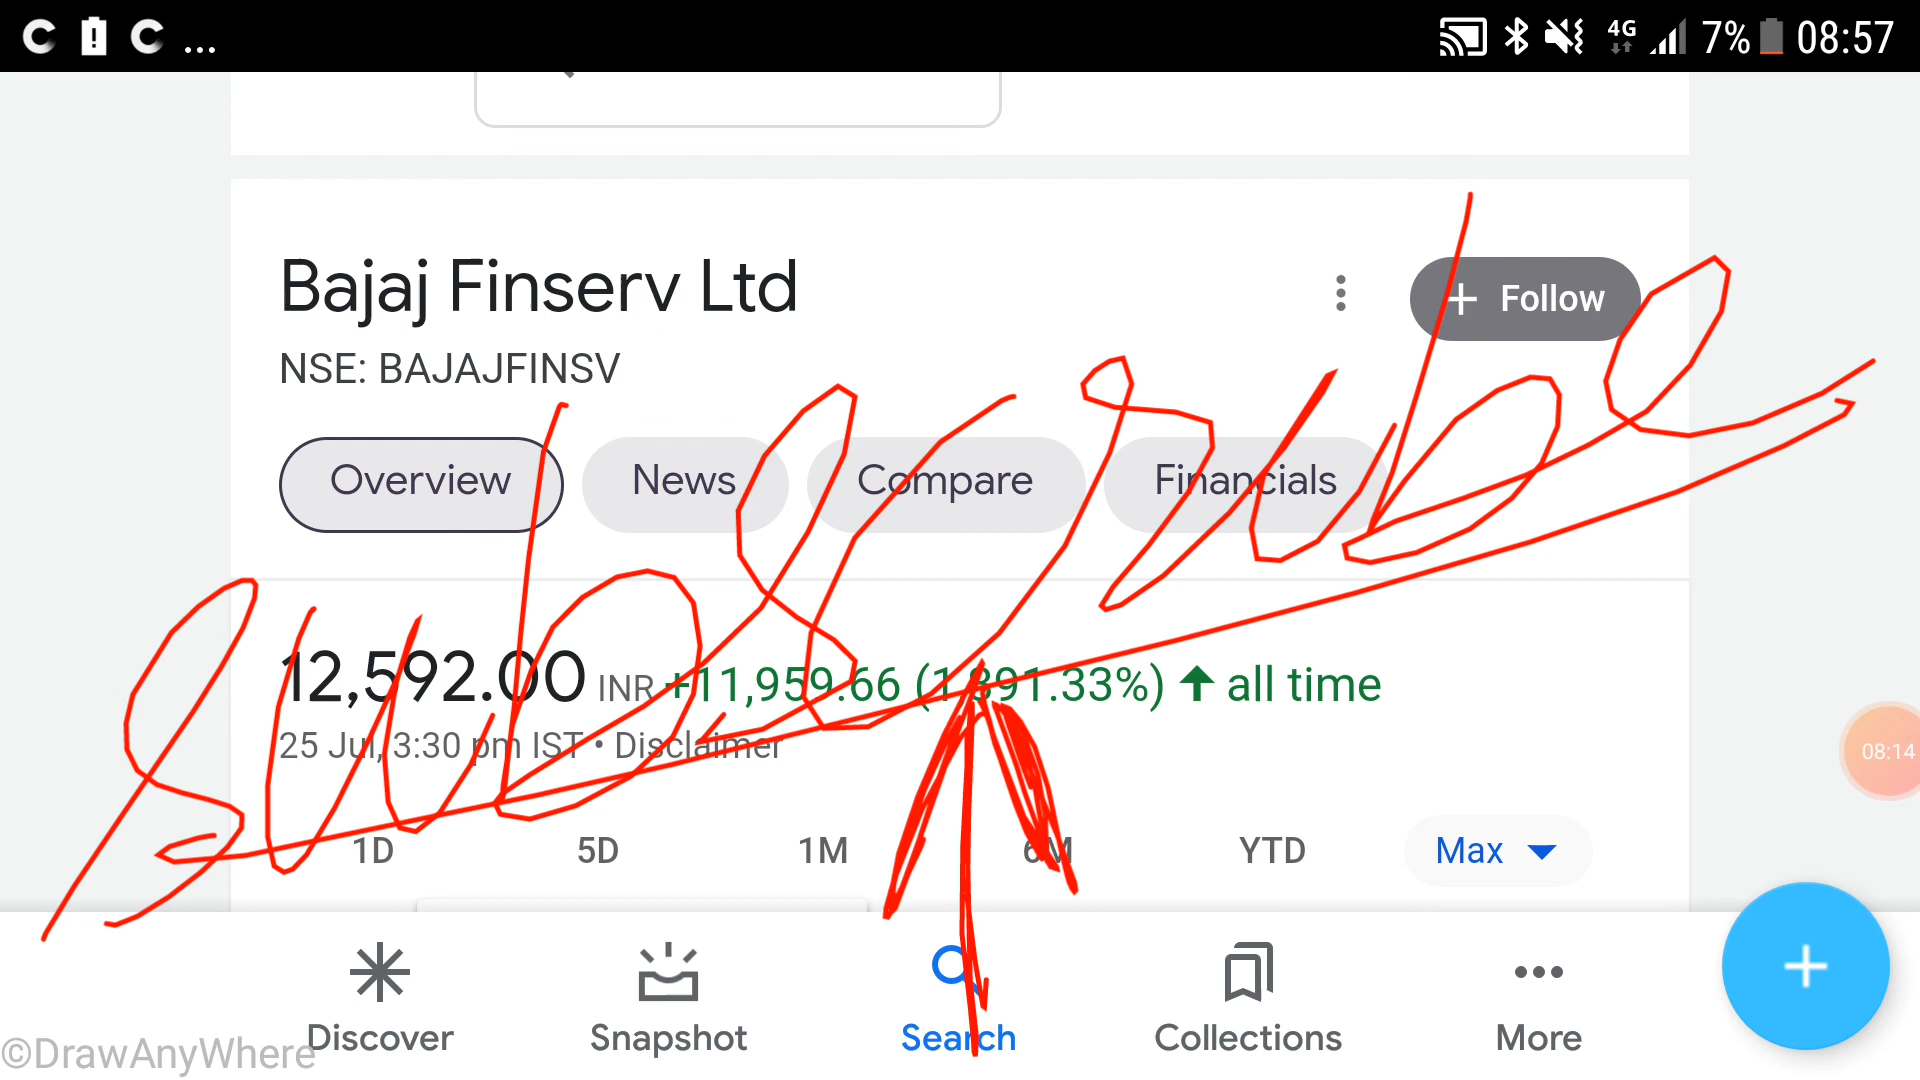 ... 4G 7% 08:57
Bajaj Finserv Ltd
+ Follow
NSE: BAJAJFINSV
Overview News Compare Financials
subscribe
12,592.00 INR +11,959.66 (1,891.33%) ↑ all time
25 Jul, 3:30 pm IST • Disclaimer
08:14
1D 5D 1M 6M YTD Max
Discover Snapshot Search Collections More
©DrawAnyWhere